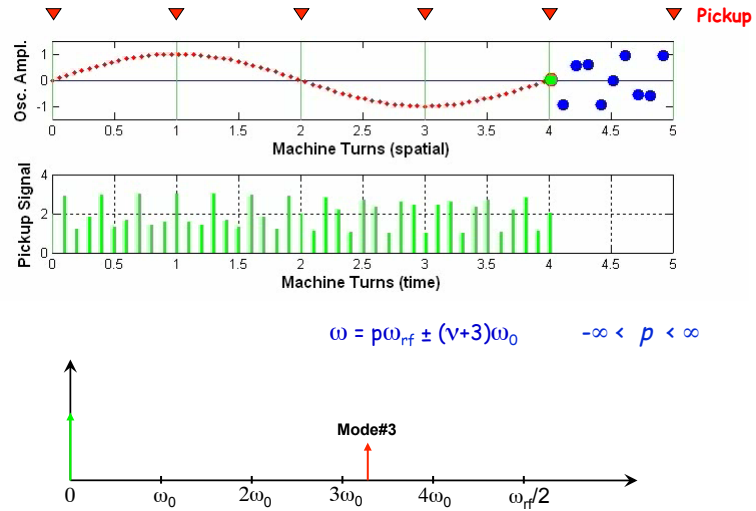 Pickup
Osc. Ampl.
1
0
-1
0 0.5 1 1.5 2 2.5 3 3.5 4 4.5 5
Machine Turns (spatial)
Pickup Signal
4
2
0
0 0.5 1 1.5 2 2.5 3 3.5 4 4.5 5
Machine Turns (time)
ω = pω_rf ± (ν+3)ω_0 -∞ < p < ∞
Mode#3
0 ω_0 2ω_0 3ω_0 4ω_0 ω_rf/2